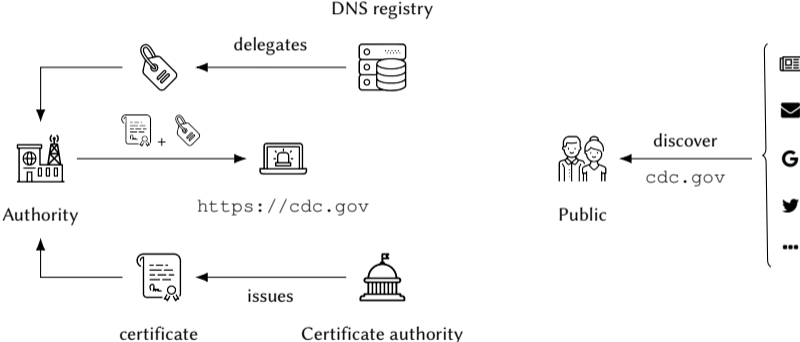 DNS registry
delegates
+
discover
G
cdc.gov
Authority
https://cdc.gov
Public
issues
certificate
Certificate authority